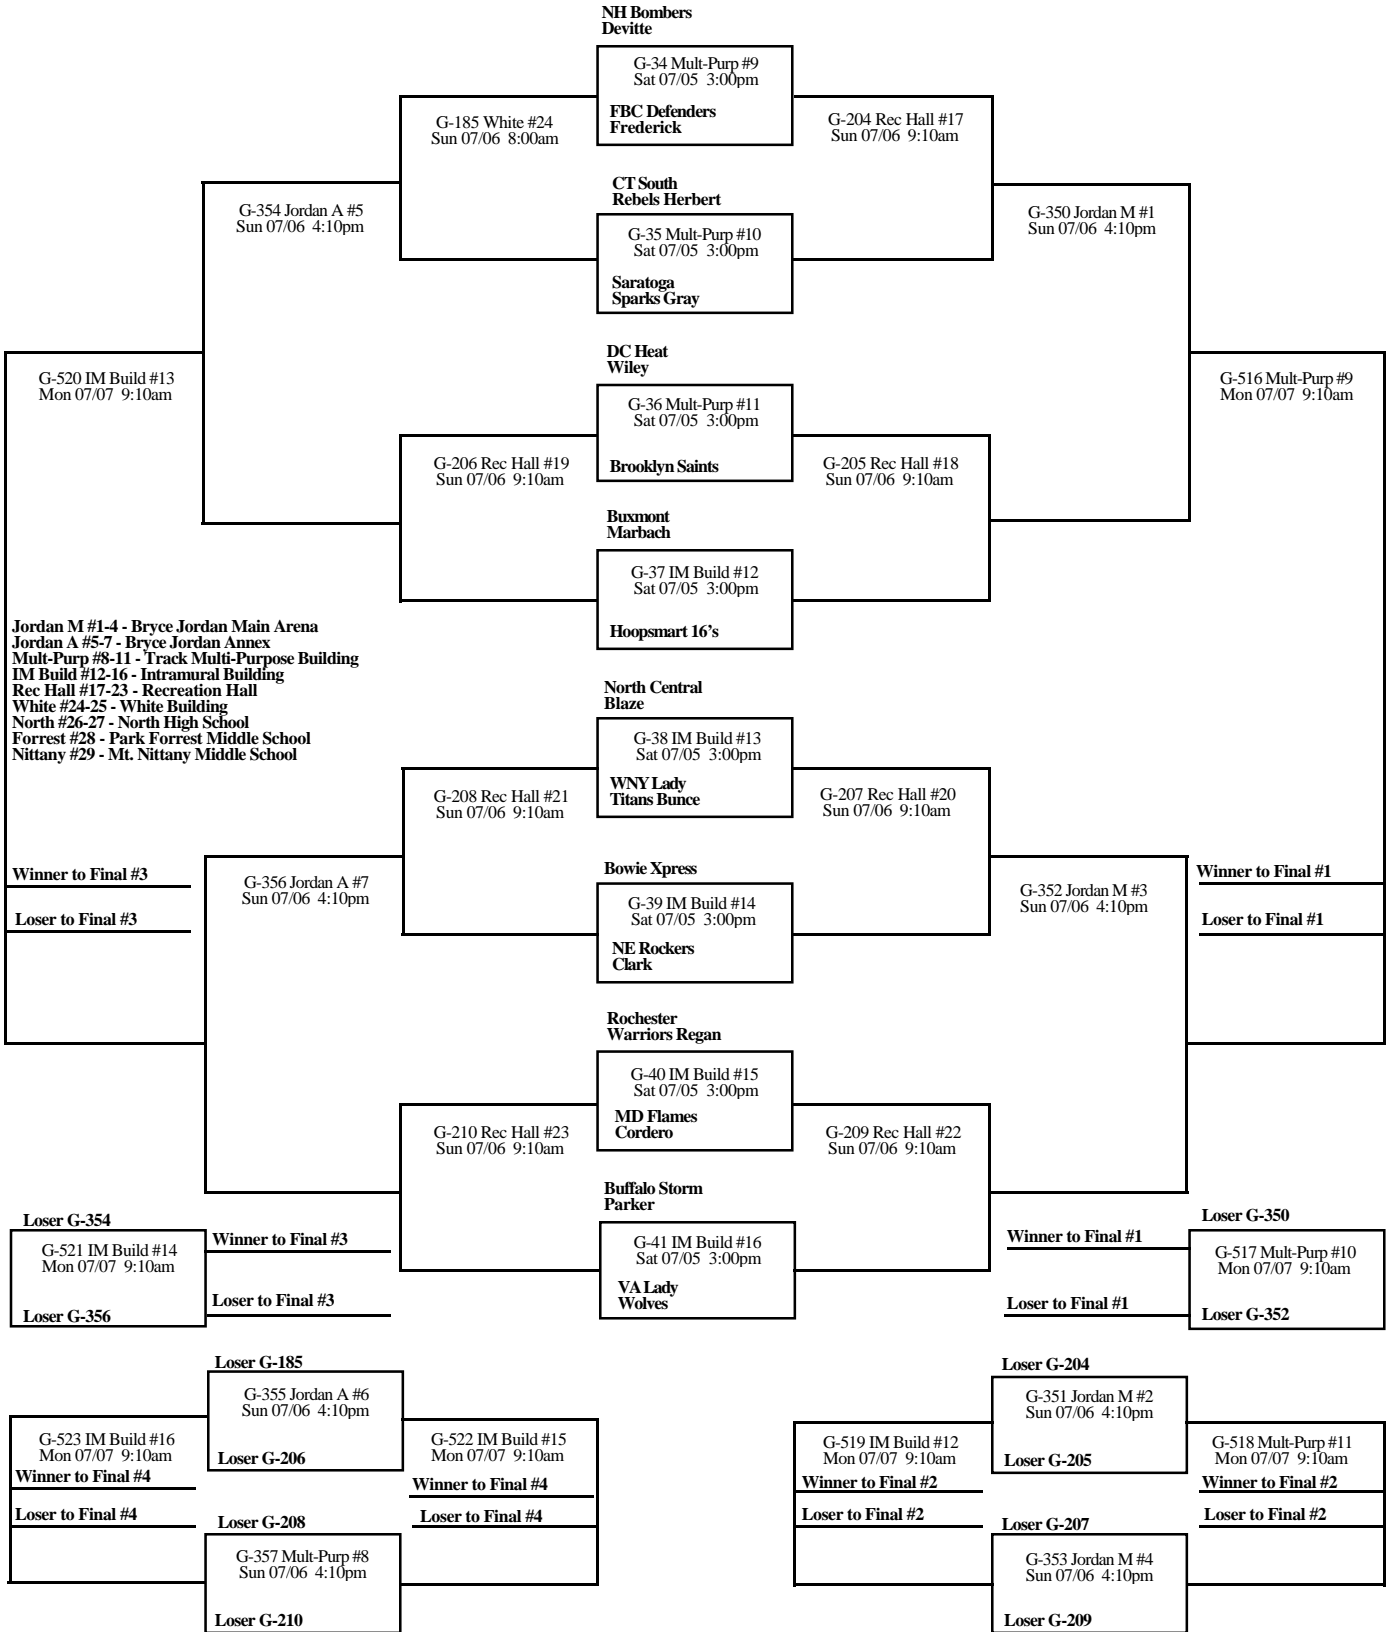 NH Bombers
Devitte
G-34 Mult-Purp #9
Sat 07/05 3:00pm
FBC Defenders
Frederick
G-185 White #24
Sun 07/06 8:00am
G-204 Rec Hall #17
Sun 07/06 9:10am
CT South
Rebels Herbert
G-354 Jordan A #5
Sun 07/06 4:10pm
G-350 Jordan M #1
Sun 07/06 4:10pm
G-35 Mult-Purp #10
Sat 07/05 3:00pm
Saratoga
Sparks Gray
DC Heat
Wiley
G-520 IM Build #13
Mon 07/07 9:10am
G-516 Mult-Purp #9
Mon 07/07 9:10am
G-36 Mult-Purp #11
Sat 07/05 3:00pm
Brooklyn Saints
G-206 Rec Hall #19
Sun 07/06 9:10am
G-205 Rec Hall #18
Sun 07/06 9:10am
Buxmont
Marbach
G-37 IM Build #12
Sat 07/05 3:00pm
Hoopsmart 16's
Jordan M #1-4 - Bryce Jordan Main Arena
Jordan A #5-7 - Bryce Jordan Annex
Mult-Purp #8-11 - Track Multi-Purpose Building
IM Build #12-16 - Intramural Building
Rec Hall #17-23 - Recreation Hall
White #24-25 - White Building
North #26-27 - North High School
Forrest #28 - Park Forrest Middle School
Nittany #29 - Mt. Nittany Middle School
North Central
Blaze
G-38 IM Build #13
Sat 07/05 3:00pm
WNY Lady
Titans Bunce
G-208 Rec Hall #21
Sun 07/06 9:10am
G-207 Rec Hall #20
Sun 07/06 9:10am
Bowie Xpress
Winner to Final #3
Loser to Final #3
G-356 Jordan A #7
Sun 07/06 4:10pm
G-39 IM Build #14
Sat 07/05 3:00pm
NE Rockers
Clark
G-352 Jordan M #3
Sun 07/06 4:10pm
Winner to Final #1
Loser to Final #1
Rochester
Warriors Regan
G-40 IM Build #15
Sat 07/05 3:00pm
MD Flames
Cordero
G-210 Rec Hall #23
Sun 07/06 9:10am
G-209 Rec Hall #22
Sun 07/06 9:10am
Buffalo Storm
Parker
G-41 IM Build #16
Sat 07/05 3:00pm
VA Lady
Wolves
Loser G-354
G-521 IM Build #14
Mon 07/07 9:10am
Loser G-356
Winner to Final #3
Loser to Final #3
Winner to Final #1
Loser to Final #1
Loser G-350
G-517 Mult-Purp #10
Mon 07/07 9:10am
Loser G-352
Loser G-185
G-355 Jordan A #6
Sun 07/06 4:10pm
Loser G-206
G-523 IM Build #16
Mon 07/07 9:10am
Winner to Final #4
Loser to Final #4
G-522 IM Build #15
Mon 07/07 9:10am
Winner to Final #4
Loser to Final #4
Loser G-208
G-357 Mult-Purp #8
Sun 07/06 4:10pm
Loser G-210
Loser G-204
G-351 Jordan M #2
Sun 07/06 4:10pm
Loser G-205
G-519 IM Build #12
Mon 07/07 9:10am
Winner to Final #2
Loser to Final #2
G-518 Mult-Purp #11
Mon 07/07 9:10am
Winner to Final #2
Loser to Final #2
Loser G-207
G-353 Jordan M #4
Sun 07/06 4:10pm
Loser G-209